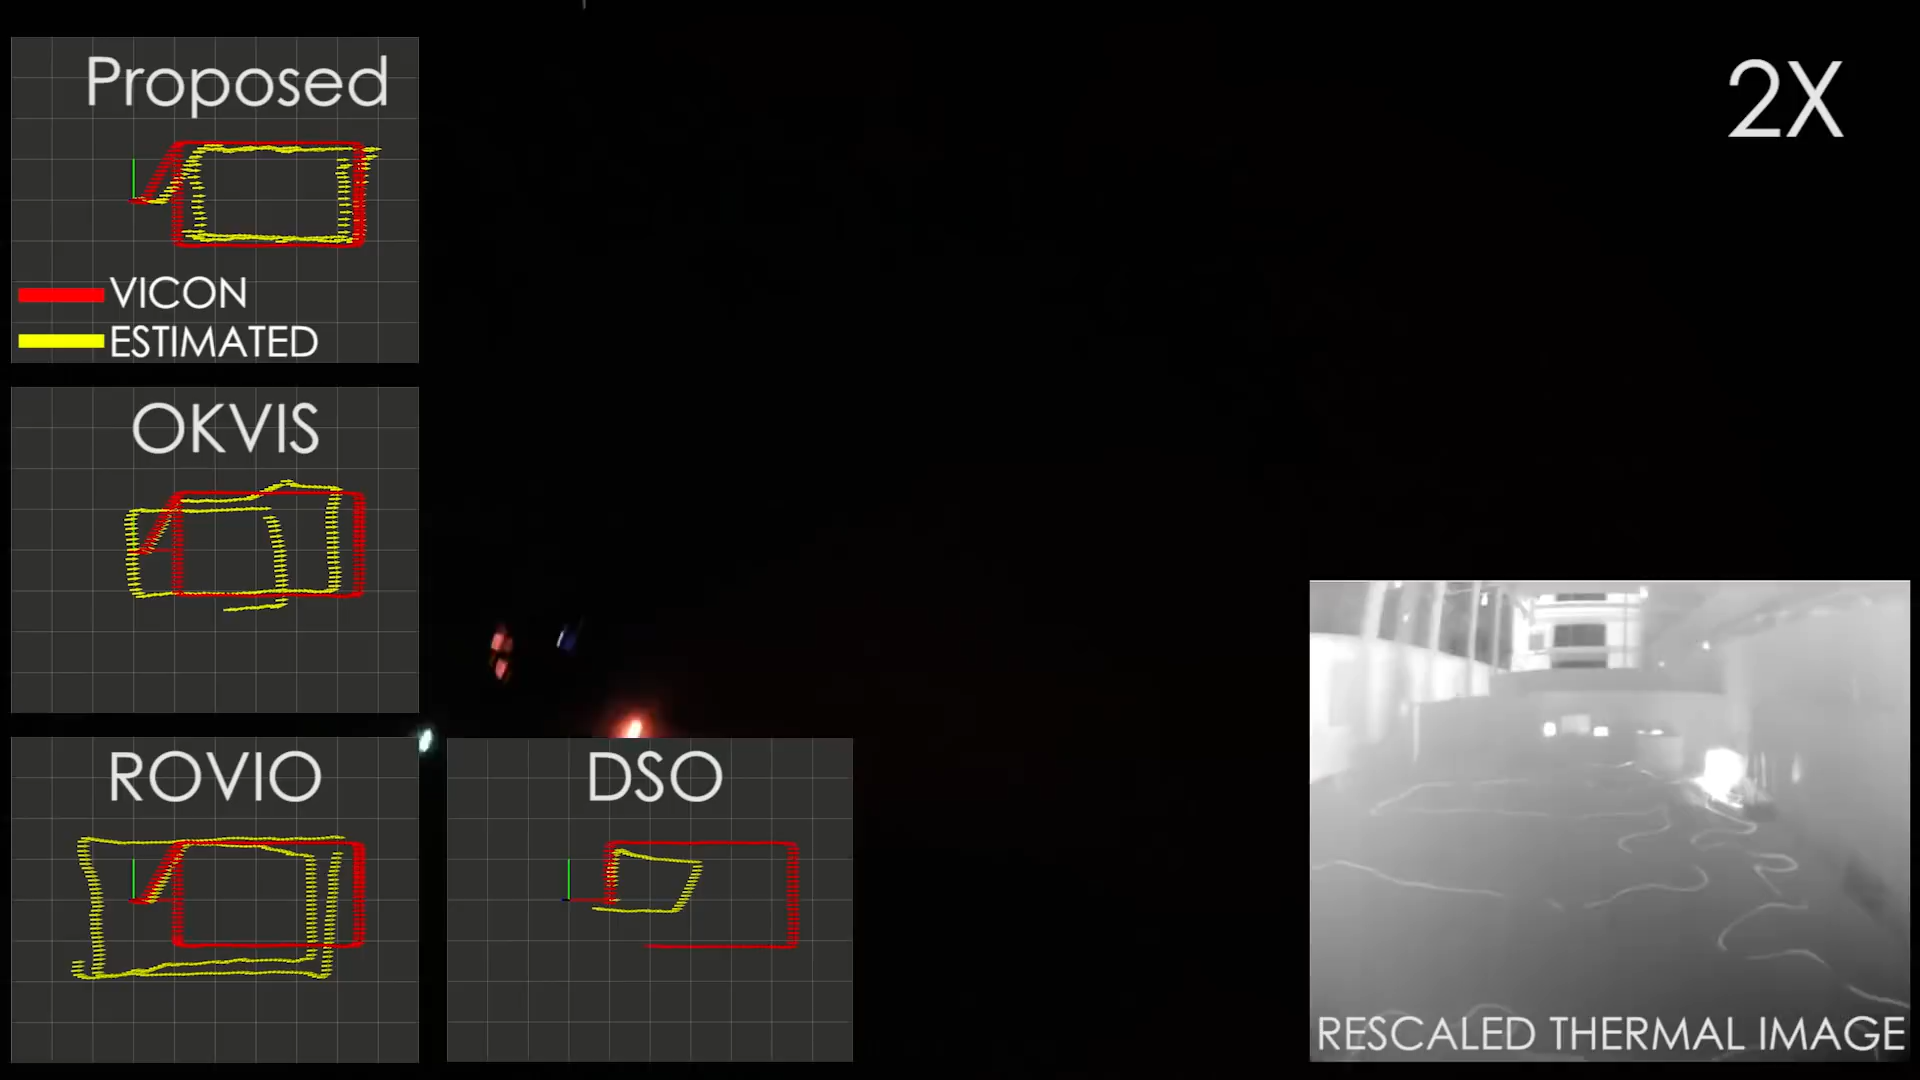 Proposed
2X
VICON
ESTIMATED
OKVIS
ROVIO
DSO
RESCALED THERMAL IMAGE